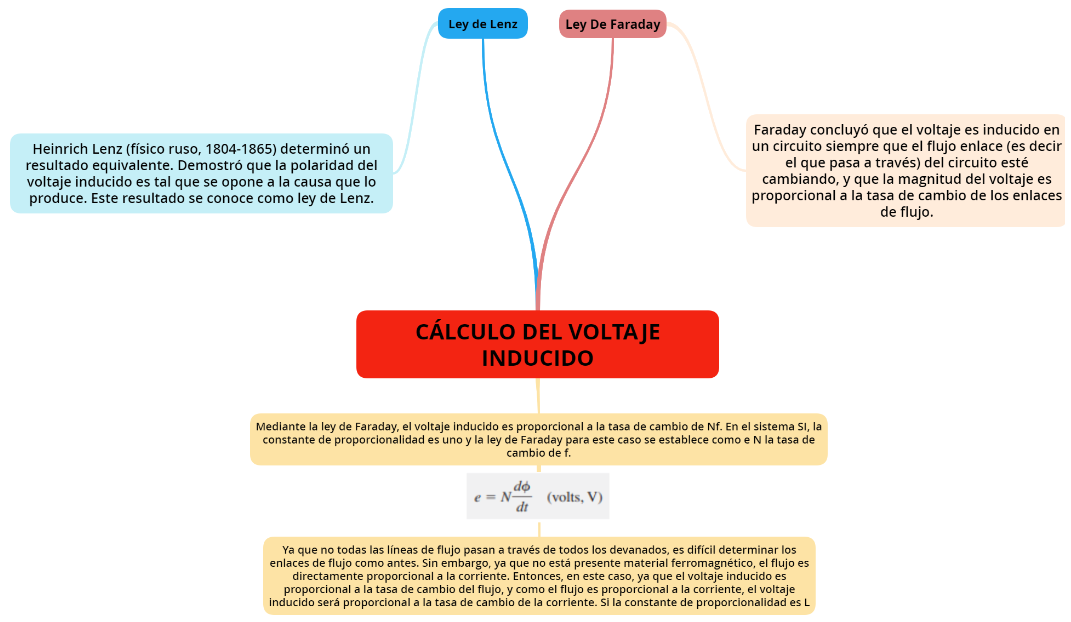 Ley de Lenz
Ley De Faraday
Heinrich Lenz (físico ruso, 1804-1865) determinó un
resultado equivalente. Demostró que la polaridad del
voltaje inducido es tal que se opone a la causa que lo
produce. Este resultado se conoce como ley de Lenz.
Faraday concluyó que el voltaje es inducido en
un circuito siempre que el flujo enlace (es decir
el que pasa a través) del circuito esté
cambiando, y que la magnitud del voltaje es
proporcional a la tasa de cambio de los enlaces
de flujo.
CÁLCULO DEL VOLTAJE
INDUCIDO
Mediante la ley de Faraday, el voltaje inducido es proporcional a la tasa de cambio de Nf. En el sistema SI, la
constante de proporcionalidad es uno y la ley de Faraday para este caso se establece como e N la tasa de
cambio de f.
e = N dϕ/dt (volts, V)
Ya que no todas las líneas de flujo pasan a través de todos los devanados, es difícil determinar los
enlaces de flujo como antes. Sin embargo, ya que no está presente material ferromagnético, el flujo es
directamente proporcional a la corriente. Entonces, en este caso, ya que el voltaje inducido es
proporcional a la tasa de cambio del flujo, y como el flujo es proporcional a la corriente, el voltaje
inducido será proporcional a la tasa de cambio de la corriente. Si la constante de proporcionalidad es L